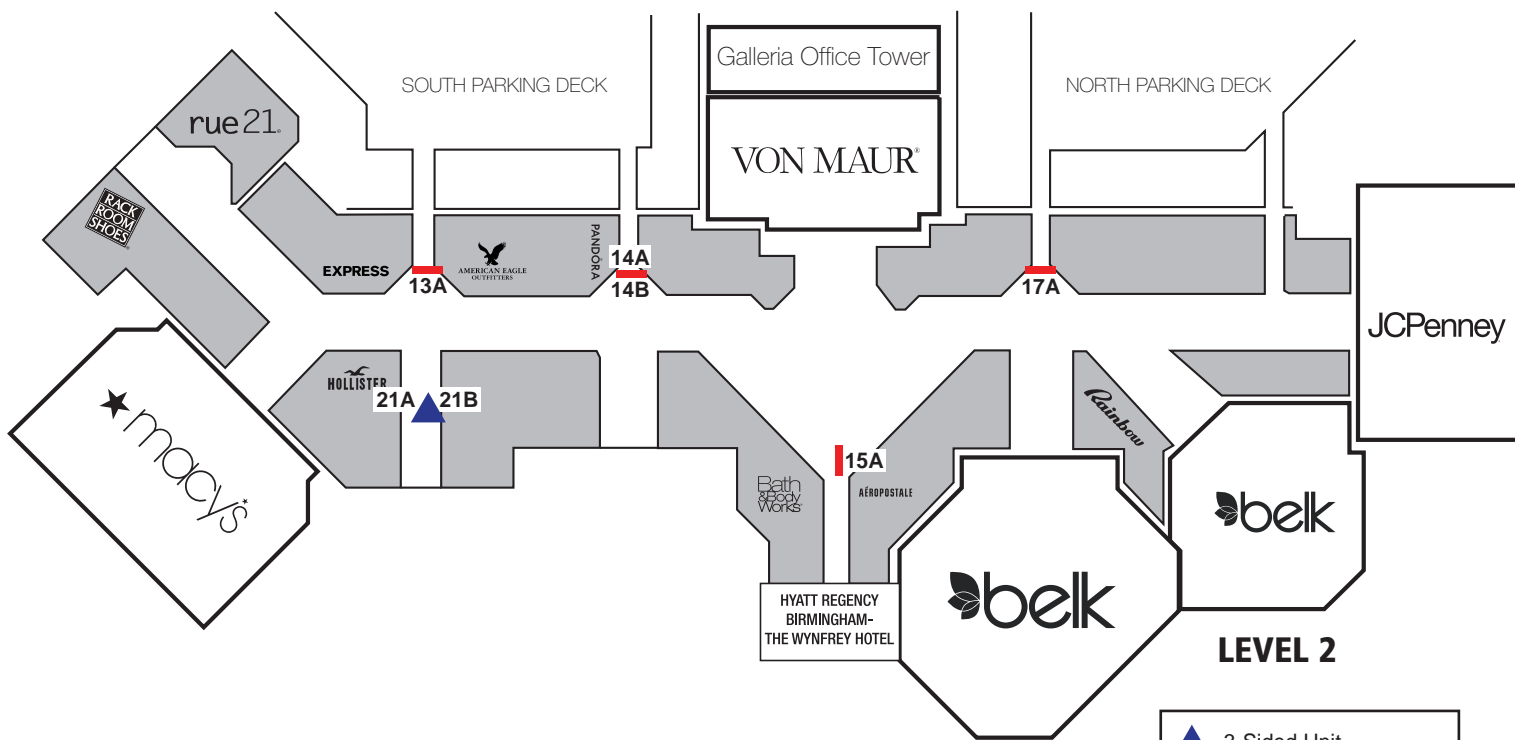 Galleria Office Tower
SOUTH PARKING DECK
NORTH PARKING DECK
rue21
VON MAUR
RACK
ROOM
SHOES
EXPRESS
AMERICAN EAGLE
OUTFITTERS
PANDÓRA
14A
14B
13A
17A
JCPenney
HOLLISTER
21A
21B
macy's
Rainbow
15A
Bath
&Body
Works
AÉROPOSTALE
belk
belk
HYATT REGENCY
BIRMINGHAM-
THE WYNFREY HOTEL
LEVEL 2